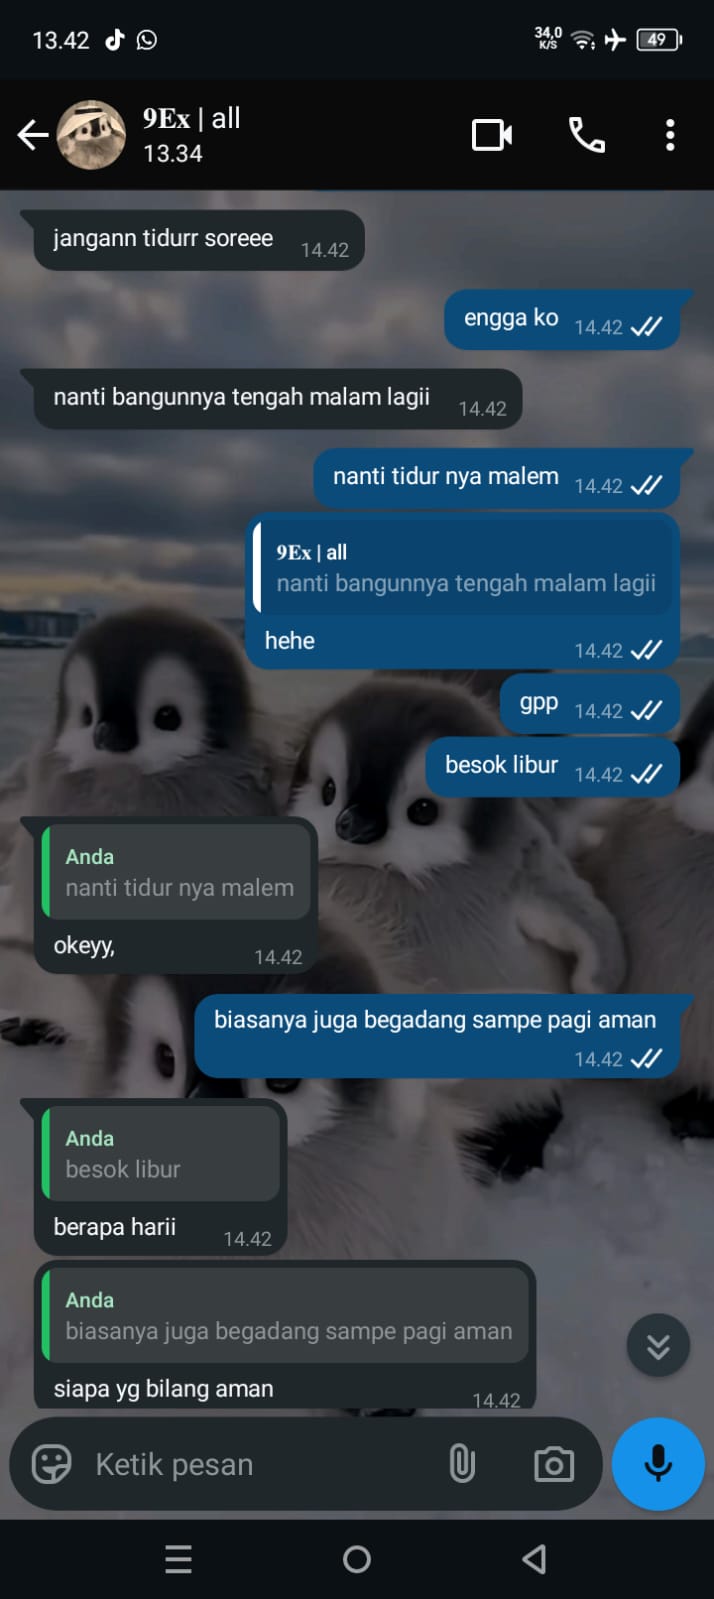 13.42
34,0
K/S
49
9Ex | all
13.34
jangann tidurr soreee 14.42
engga ko 14.42
nanti bangunnya tengah malam lagii 14.42
nanti tidur nya malem 14.42
9Ex | all
nanti bangunnya tengah malam lagii
hehe 14.42
gpp 14.42
besok libur 14.42
Anda
nanti tidur nya malem
okeyy, 14.42
biasanya juga begadang sampe pagi aman
14.42
Anda
besok libur
berapa harii 14.42
Anda
biasanya juga begadang sampe pagi aman
siapa yg bilang aman 14.42
Ketik pesan